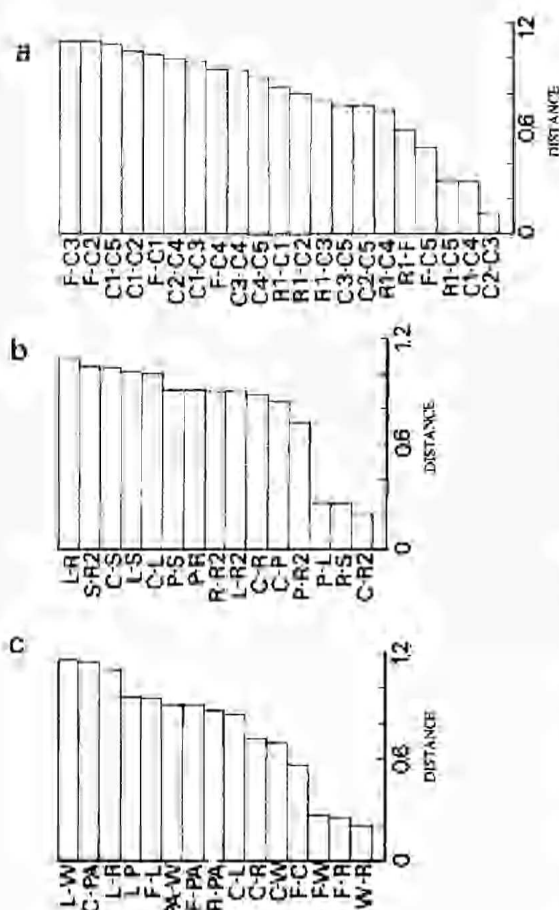 a
1.2
0.6
0
DISTANCE
F-C3
F-C2
C1-C5
C1-C2
F-C1
C2-C4
C1-C3
F-C4
C3-C4
C4-C5
R1-C1
R1-C2
R1-C3
C3-C5
C2-C5
R1-C4
R1-F
F-C5
R1-C5
C1-C4
C2-C3
b
1.2
0.6
0
DISTANCE
L-R
S-R2
C-S
L-S
C-L
P-S
P-R
R-R2
L-R2
C-R
C-P
P-R2
P-L
R-S
C-R2
c
1.2
0.6
0
DISTANCE
L-W
C-PA
L-R
L-P
F-L
PA-W
F-PA
R-PA
C-L
C-R
C-W
F-C
F-W
F-R
W-R